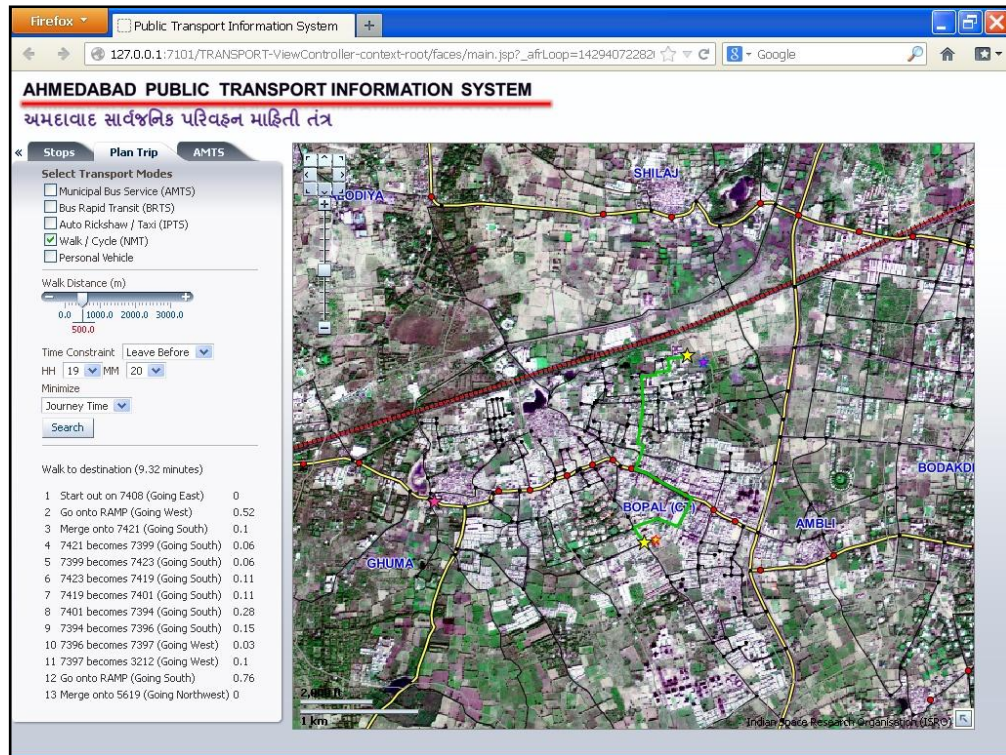 Firefox
Public Transport Information System
127.0.0.1:7101/TRANSPORT-ViewController-context-root/faces/main.jsp?_afrLoop=142940722820
Google
AHMEDABAD PUBLIC TRANSPORT INFORMATION SYSTEM
અમદાવાદ સાર્વજનિક પરિવહન માહિતી તંત્ર
« Stops Plan Trip AMTS
Select Transport Modes
Municipal Bus Service (AMTS)
Bus Rapid Transit (BRTS)
Auto Rickshaw / Taxi (IPTS)
Walk / Cycle (NMT)
Personal Vehicle
Walk Distance (m)
0.0 1000.0 2000.0 3000.0
500.0
Time Constraint Leave Before
HH 19 MM 20
Minimize
Journey Time
Search
Walk to destination (9.32 minutes)
1 Start out on 7408 (Going East) 0
2 Go onto RAMP (Going West) 0.52
3 Merge onto 7421 (Going South) 0.1
4 7421 becomes 7399 (Going South) 0.06
5 7399 becomes 7423 (Going South) 0.06
6 7423 becomes 7419 (Going South) 0.11
7 7419 becomes 7401 (Going South) 0.11
8 7401 becomes 7394 (Going South) 0.28
9 7394 becomes 7396 (Going South) 0.15
10 7396 becomes 7397 (Going West) 0.03
11 7397 becomes 3212 (Going West) 0.1
12 Go onto RAMP (Going South) 0.76
13 Merge onto 5619 (Going Northwest) 0
SHILAJ
BODAKD
BOPAL
AMBLI
GHUMA
1 km
Indian Space Research Organisation (ISRO)